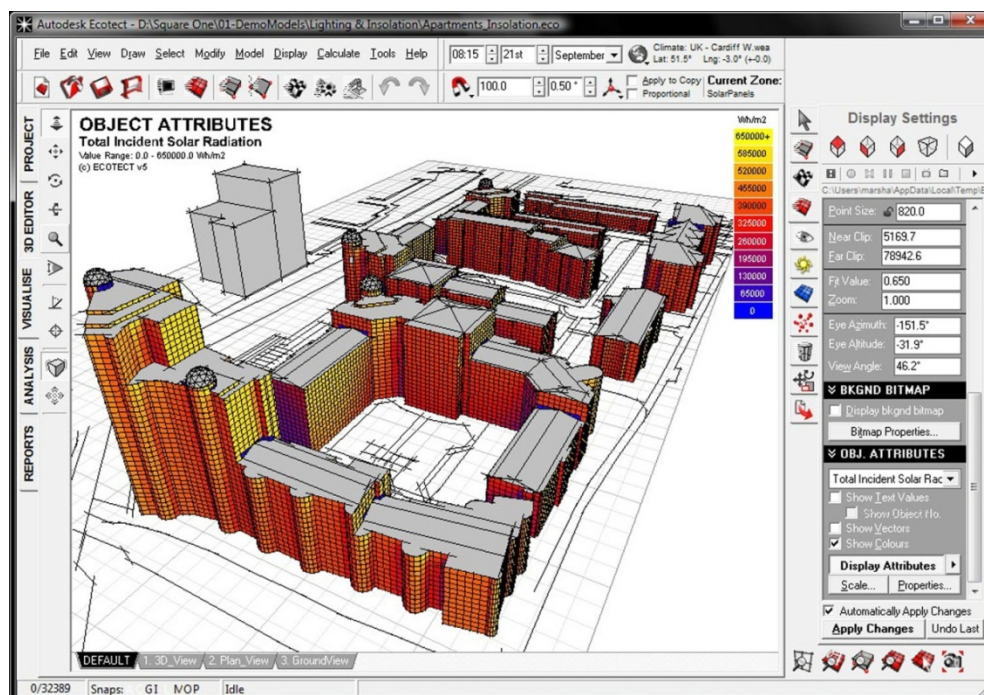 Autodesk Ecotect - D:\Square One\01-DemoModels\Lighting & Insolation\Apartments_Insolation.eco
File Edit View Draw Select Modify Model Display Calculate Tools Help
08:15 21st September
Climate: UK - Cardiff W.wea
Lat: 51.5° Lng: -3.0° (+-0.0)
100.0 0.50°
Apply to Copy
Proportional
Current Zone:
SolarPanels
PROJECT
3D EDITOR
VISUALISE
ANALYSIS
REPORTS
OBJECT ATTRIBUTES
Total Incident Solar Radiation
Value Range: 0.0 - 650000.0 Wh/m2
(c) ECOTECT v5
Wh/m2
650000+
585000
520000
455000
390000
325000
260000
195000
130000
65000
0
Display Settings
C:\Users\marsha\AppData\Local\Temp\E
Point Size: 820.0
Near Clip: 5169.7
Far Clip: 78942.6
Fit Value: 0.650
Zoom: 1.000
Eye Azimuth: -151.5°
Eye Altitude: -31.9°
View Angle: 46.2°
BKGND BITMAP
Display bkgnd bitmap
Bitmap Properties...
OBJ. ATTRIBUTES
Total Incident Solar Rac
Show Text Values
Show Object No.
Show Vectors
Show Colours
Display Attributes
Scale... Properties...
Automatically Apply Changes
Apply Changes Undo Last
DEFAULT 1. 3D_View 2. Plan_View 3. GroundView
0/32389 Snaps: GI MOP Idle